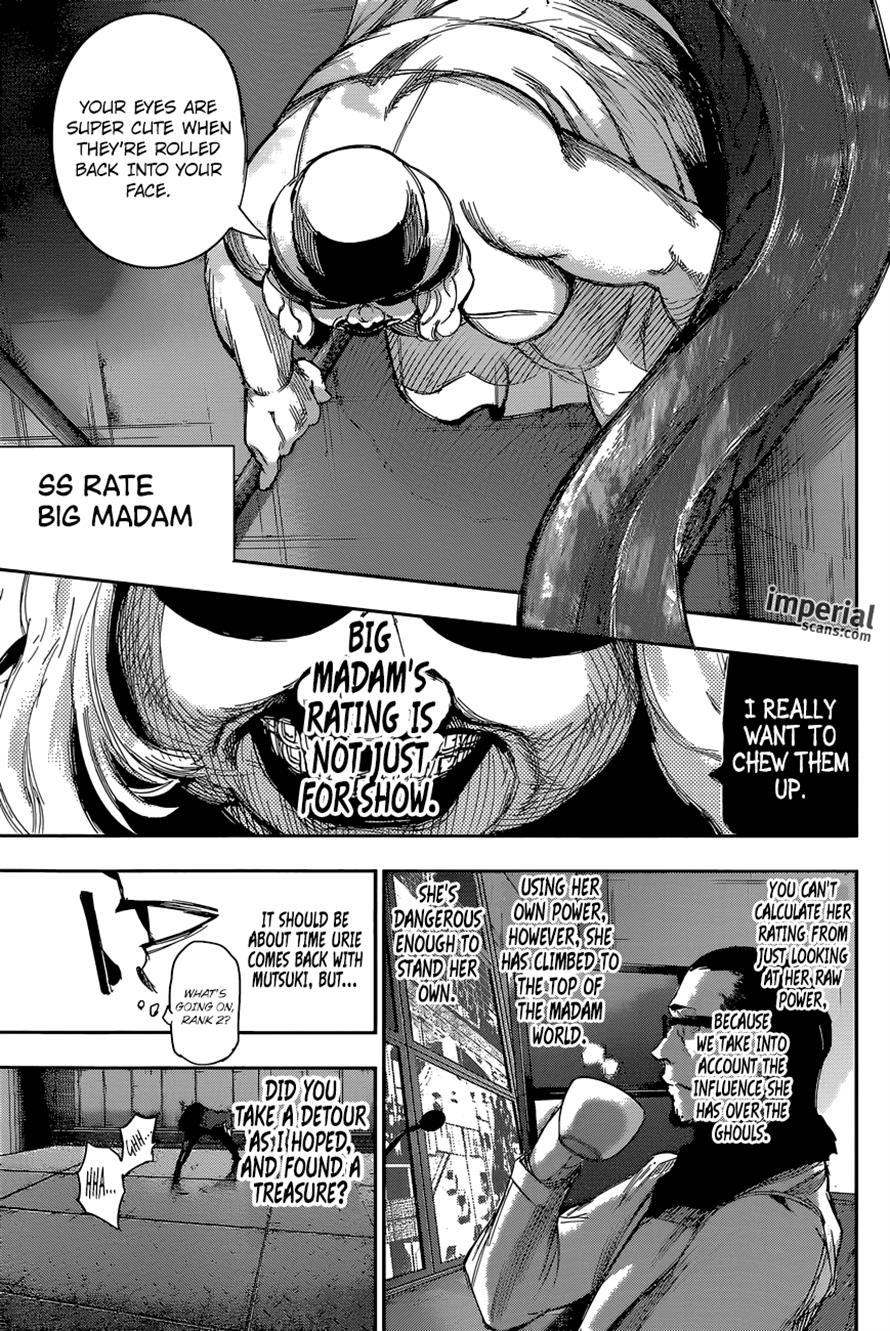 YOUR EYES ARE
SUPER CUTE WHEN
THEY'RE ROLLED
BACK INTO YOUR
FACE.
SS RATE
BIG MADAM
imperial
scans.com
I REALLY
WANT TO
CHEW THEM
UP.
BIG
MADAM'S
RATING IS
NOT JUST
FOR SHOW.
YOU CAN'T
CALCULATE HER
RATING FROM
JUST LOOKING
AT HER RAW
POWER,
BECAUSE
WE TAKE INTO
ACCOUNT THE
INFLUENCE SHE
HAS OVER THE
GHOULS.
USING HER
OWN POWER,
HOWEVER, SHE
HAS CLIMBED TO
THE TOP OF
THE MADAM
WORLD.
SHE'S
DANGEROUS
ENOUGH TO
STAND HER
OWN.
IT SHOULD BE
ABOUT TIME URIE
COMES BACK WITH
MUTSUKI, BUT...
WHAT'S
GOING ON,
RANK 2?
DID YOU
TAKE A DETOUR
AS I HOPED,
AND FOUND A
TREASURE?
GHH...
HHA...